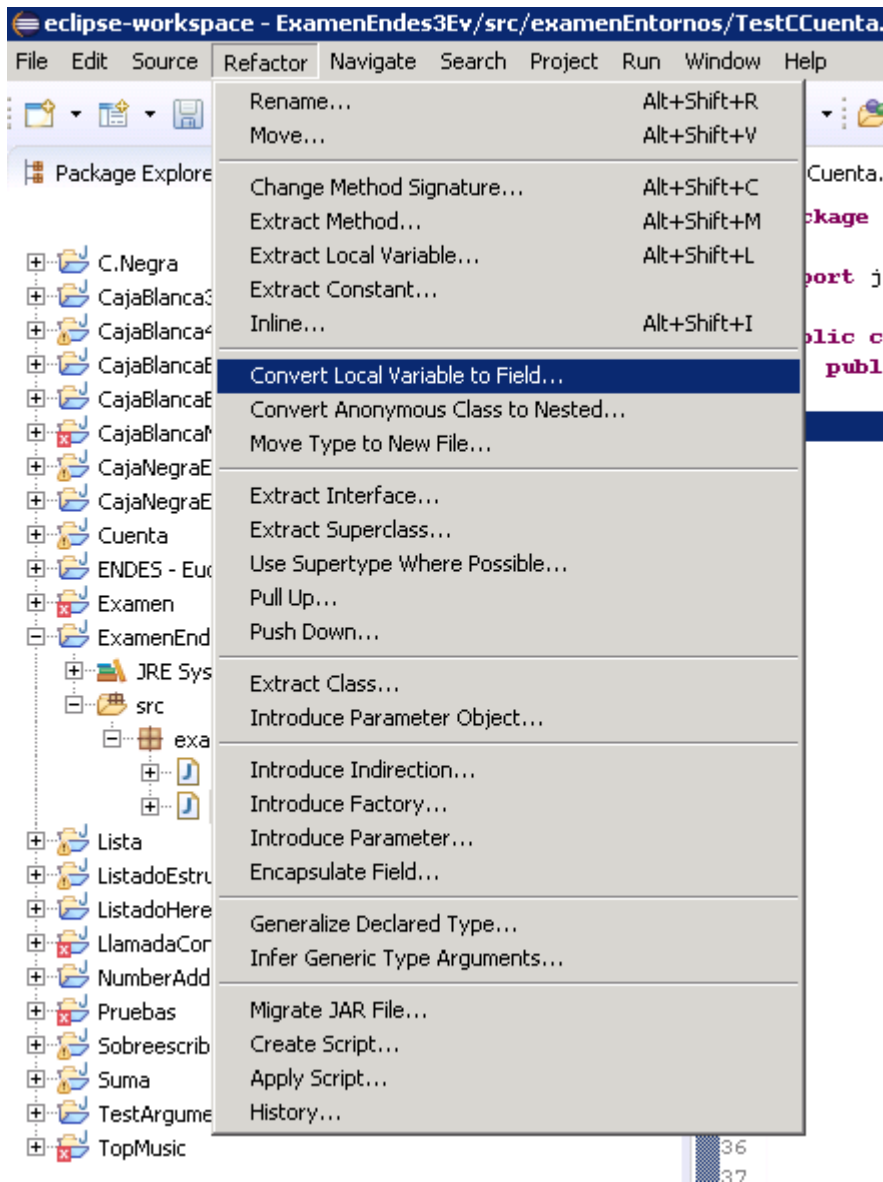 eclipse-workspace - ExamenEndes3Ev/src/examenEntornos/TestCCuenta.
File Edit Source Refactor Navigate Search Project Run Window Help
Package Explore
C.Negra
CajaBlanca3
CajaBlanca4
CajaBlancaE
CajaBlancaE
CajaBlancaM
CajaNegraE
CajaNegraE
Cuenta
ENDES - Euc
Examen
ExamenEnd
JRE Sys
src
exa
Lista
ListadoEstru
ListadoHere
LlamadaCon
NumberAdd
Pruebas
Sobreescrib
Suma
TestArgume
TopMusic
Rename... Alt+Shift+R
Move... Alt+Shift+V
Change Method Signature... Alt+Shift+C
Extract Method... Alt+Shift+M
Extract Local Variable... Alt+Shift+L
Extract Constant...
Inline... Alt+Shift+I
Convert Local Variable to Field...
Convert Anonymous Class to Nested...
Move Type to New File...
Extract Interface...
Extract Superclass...
Use Supertype Where Possible...
Pull Up...
Push Down...
Extract Class...
Introduce Parameter Object...
Introduce Indirection...
Introduce Factory...
Introduce Parameter...
Encapsulate Field...
Generalize Declared Type...
Infer Generic Type Arguments...
Migrate JAR File...
Create Script...
Apply Script...
History...
Cuenta.
ckage
port j
blic c
publ
36
37